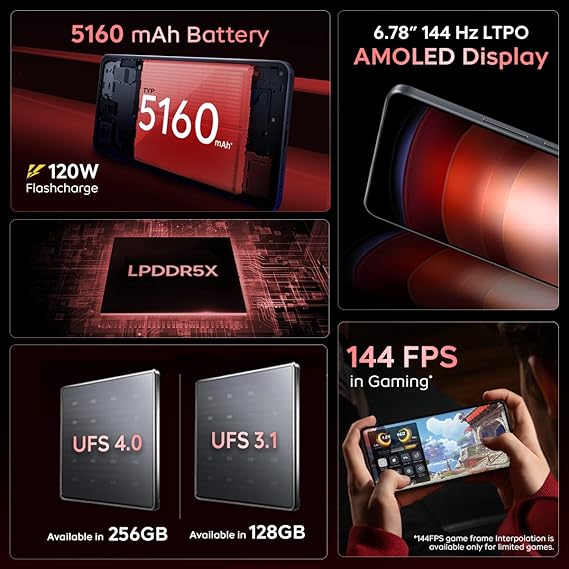 5160 mAh Battery
TYP
5160 mAh*
120W
Flashcharge
6.78" 144 Hz LTPO
AMOLED Display
LPDDR5X
UFS 4.0
UFS 3.1
Available in 256GB
Available in 128GB
144 FPS
in Gaming*
*144FPS game frame Interpolation is
available only for limited games.